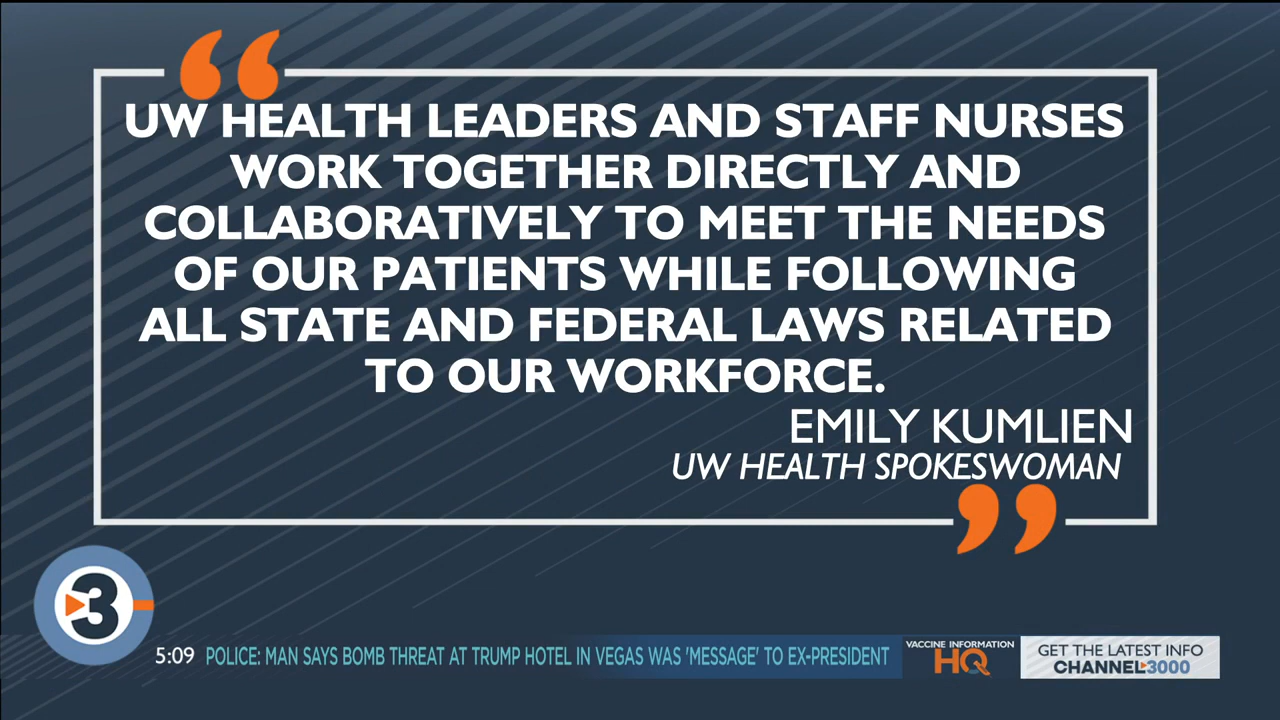 “
UW HEALTH LEADERS AND STAFF NURSES
WORK TOGETHER DIRECTLY AND
COLLABORATIVELY TO MEET THE NEEDS
OF OUR PATIENTS WHILE FOLLOWING
ALL STATE AND FEDERAL LAWS RELATED
TO OUR WORKFORCE.
EMILY KUMLIEN
UW HEALTH SPOKESWOMAN
”
3
5:09 POLICE: MAN SAYS BOMB THREAT AT TRUMP HOTEL IN VEGAS WAS 'MESSAGE' TO EX-PRESIDENT
VACCINE INFORMATION
HQ
GET THE LATEST INFO
CHANNEL3000